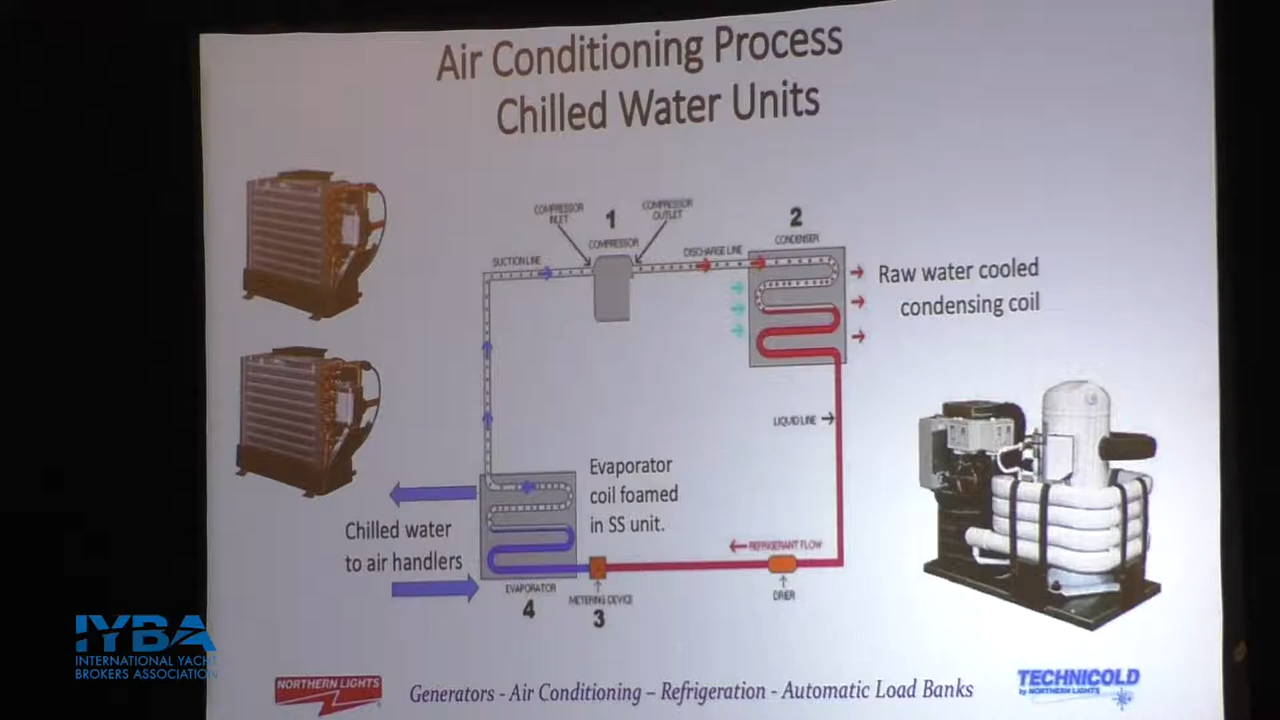 Air Conditioning Process
Chilled Water Units
COMPRESSOR
INLET
1
COMPRESSOR
COMPRESSOR
OUTLET
2
CONDENSER
SUCTION LINE
DISCHARGE LINE
Raw water cooled
condensing coil
LIQUID LINE
Evaporator
coil foamed
in SS unit.
Chilled water
to air handlers
REFRIGERANT FLOW
EVAPORATOR
4
METERING DEVICE
3
DRIER
IYBA
INTERNATIONAL YACHT
BROKERS ASSOCIATION
NORTHERN LIGHTS
Generators - Air Conditioning – Refrigeration - Automatic Load Banks
TECHNICOLD
by NORTHERN LIGHTS